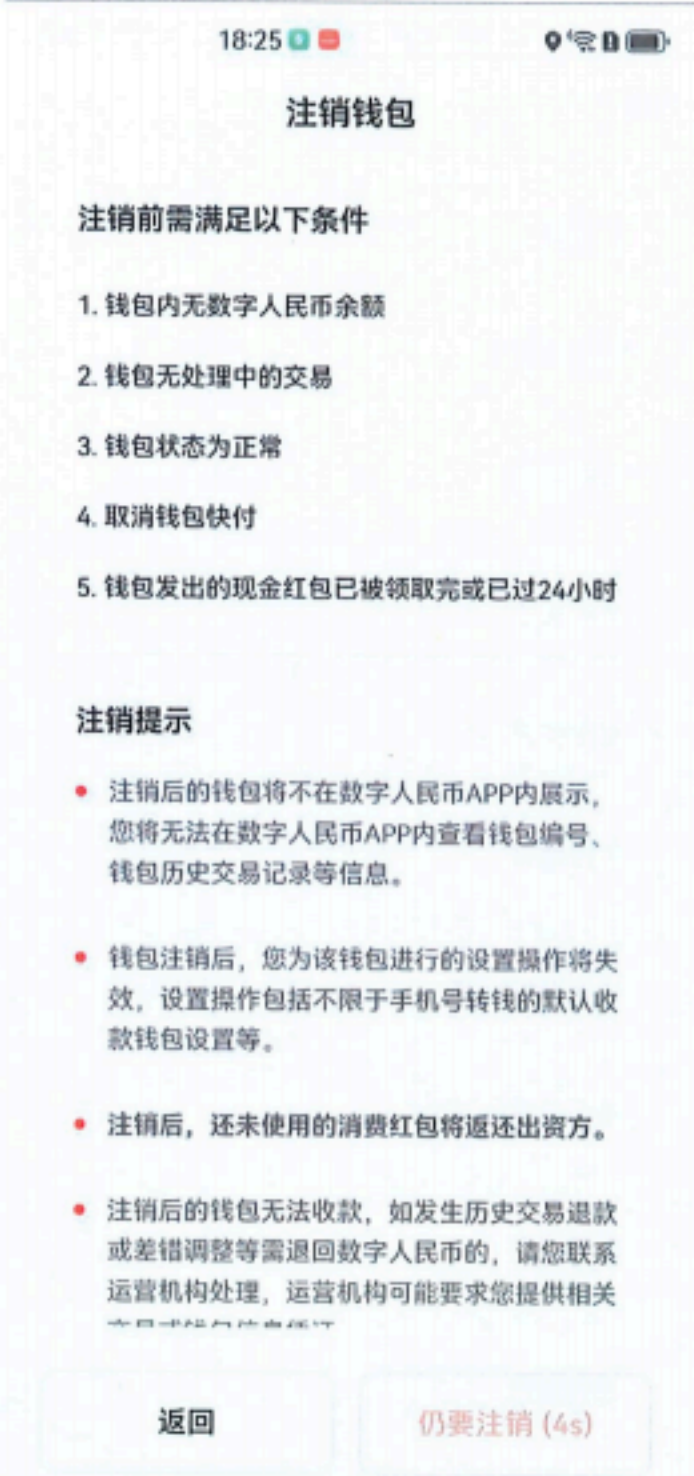 18:25
注销钱包
注销前需满足以下条件
1. 钱包内无数字人民币余额
2. 钱包无处理中的交易
3. 钱包状态为正常
4. 取消钱包快付
5. 钱包发出的现金红包已被领取完或已过24小时
注销提示
• 注销后的钱包将不在数字人民币APP内展示,
您将无法在数字人民币APP内查看钱包编号、
钱包历史交易记录等信息。
• 钱包注销后，您为该钱包进行的设置操作将失
效，设置操作包括不限于手机号转钱的默认收
款钱包设置等。
• 注销后，还未使用的消费红包将返还出资方。
• 注销后的钱包无法收款，如发生历史交易退款
或差错调整等需退回数字人民币的，请您联系
运营机构处理，运营机构可能要求您提供相关
返回
仍要注销 (4s)